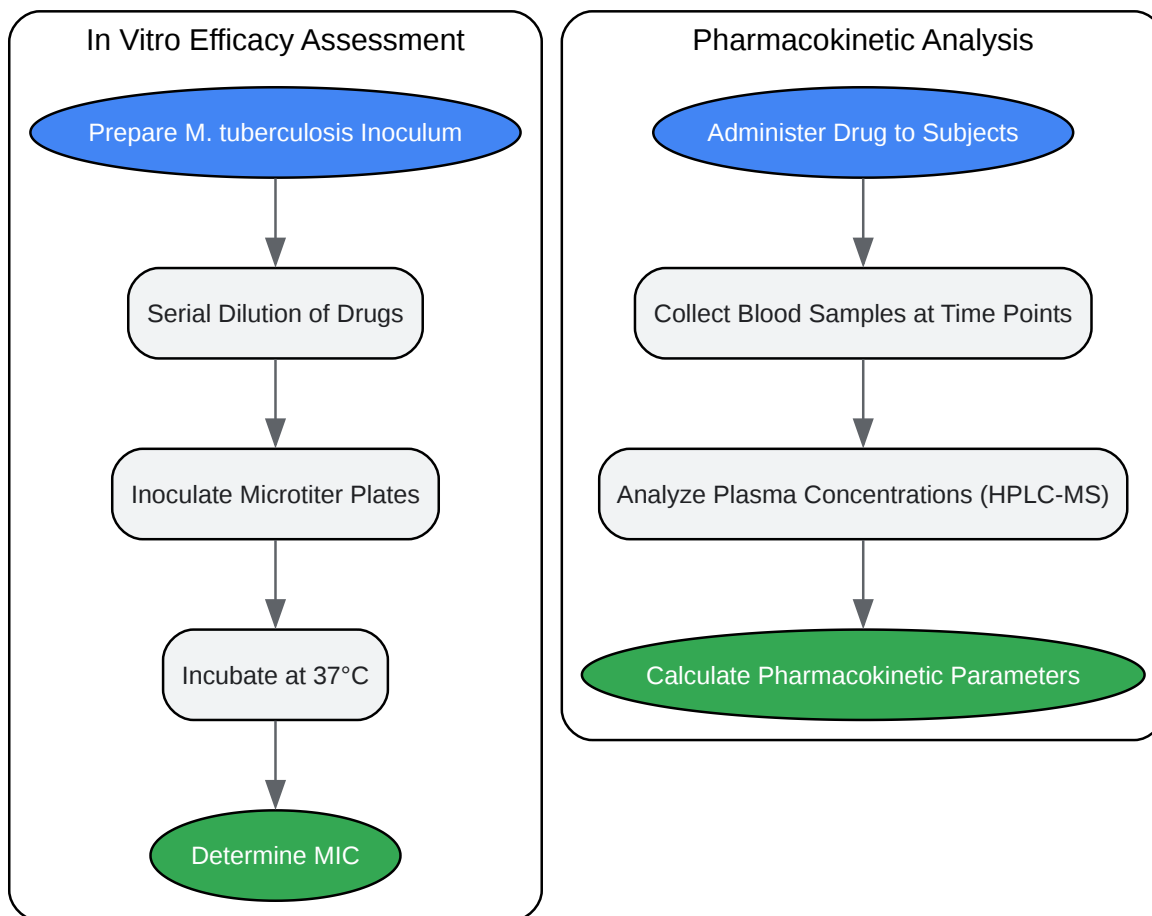 In Vitro Efficacy Assessment
Prepare M. tuberculosis Inoculum
Serial Dilution of Drugs
Inoculate Microtiter Plates
Incubate at 37°C
Determine MIC
Pharmacokinetic Analysis
Administer Drug to Subjects
Collect Blood Samples at Time Points
Analyze Plasma Concentrations (HPLC-MS)
Calculate Pharmacokinetic Parameters